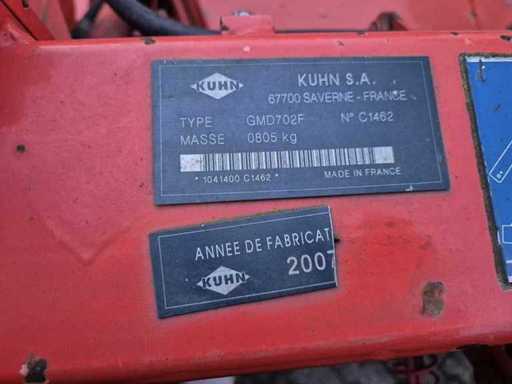 KUHN
KUHN S.A.
67700 SAVERNE - FRANCE
TYPE GMD702F N° C1462
MASSE 0805 kg
* 1041400 C1462 * MADE IN FRANCE
ANNEE DE FABRICAT
KUHN 2007